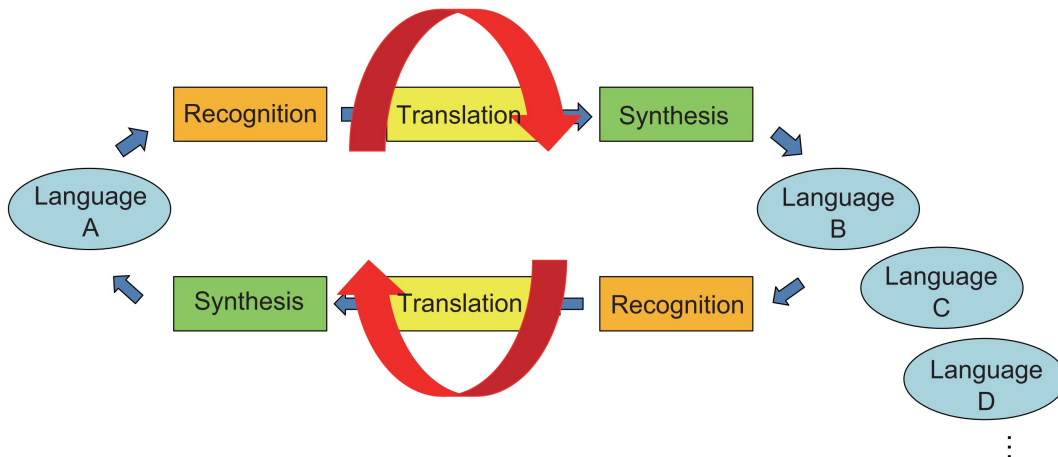 Recognition
Translation
Synthesis
Language
A
Language
B
Synthesis
Translation
Recognition
Language
C
Language
D
⋮